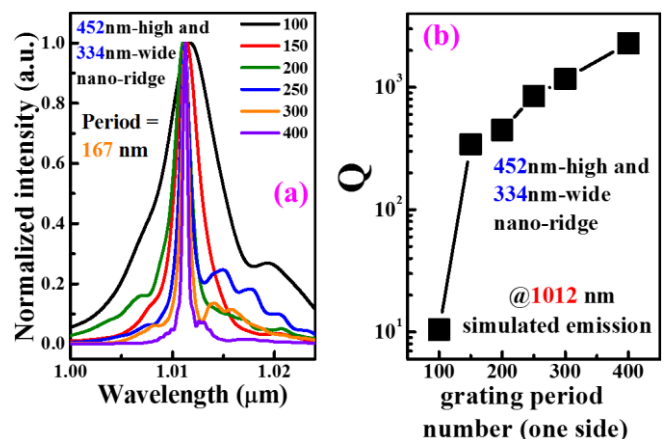 452nm-high and
334nm-wide
nano-ridge
Period =
167 nm
100
150
200
250
300
400
(a)
Normalized intensity (a.u.)
1.0
0.8
0.6
0.4
0.2
0.0
1.00
1.01
1.02
Wavelength (μm)
(b)
Q
10³
10²
10¹
452nm-high and
334nm-wide
nano-ridge
@1012 nm
simulated emission
100
200
300
400
grating period
number (one side)